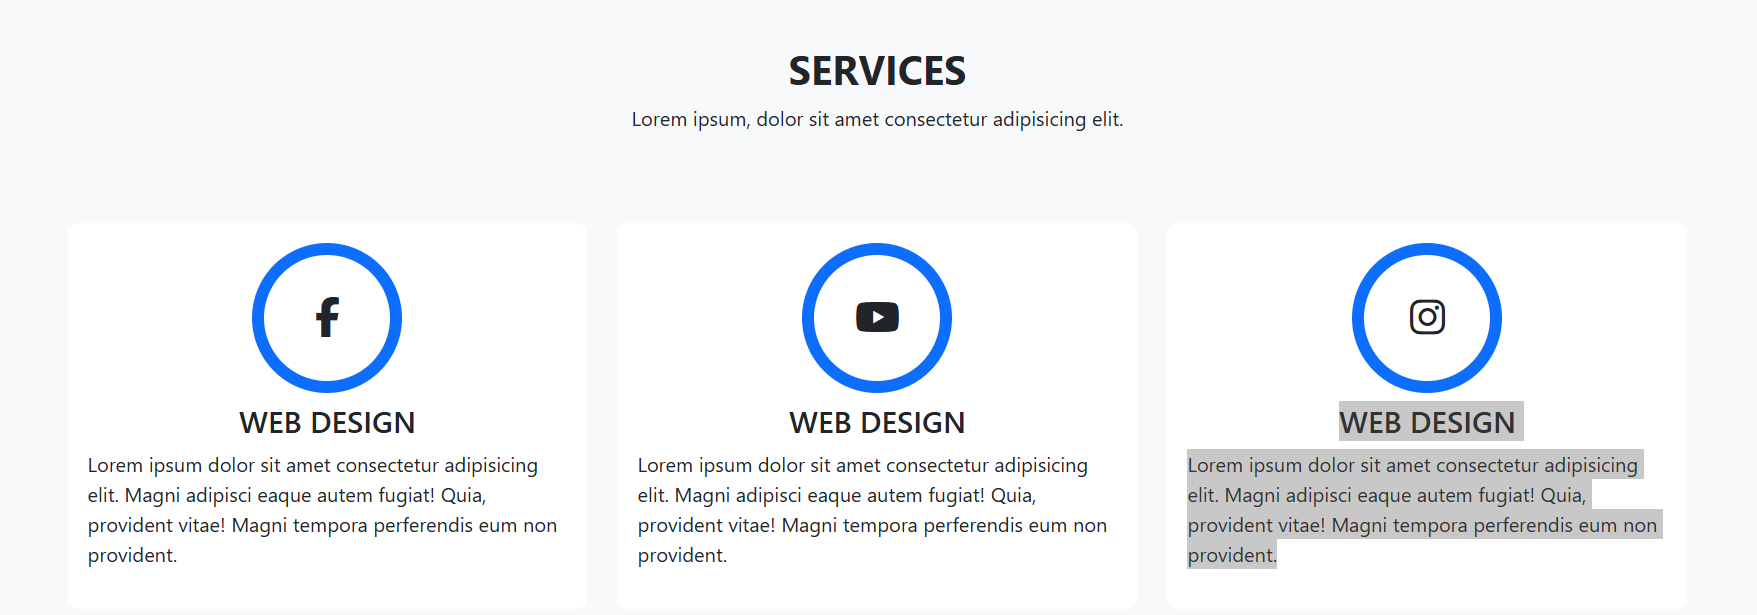 SERVICES
Lorem ipsum, dolor sit amet consectetur adipisicing elit.
WEB DESIGN
Lorem ipsum dolor sit amet consectetur adipisicing
elit. Magni adipisci eaque autem fugiat! Quia,
provident vitae! Magni tempora perferendis eum non
provident.
WEB DESIGN
Lorem ipsum dolor sit amet consectetur adipisicing
elit. Magni adipisci eaque autem fugiat! Quia,
provident vitae! Magni tempora perferendis eum non
provident.
WEB DESIGN
Lorem ipsum dolor sit amet consectetur adipisicing
elit. Magni adipisci eaque autem fugiat! Quia,
provident vitae! Magni tempora perferendis eum non
provident.